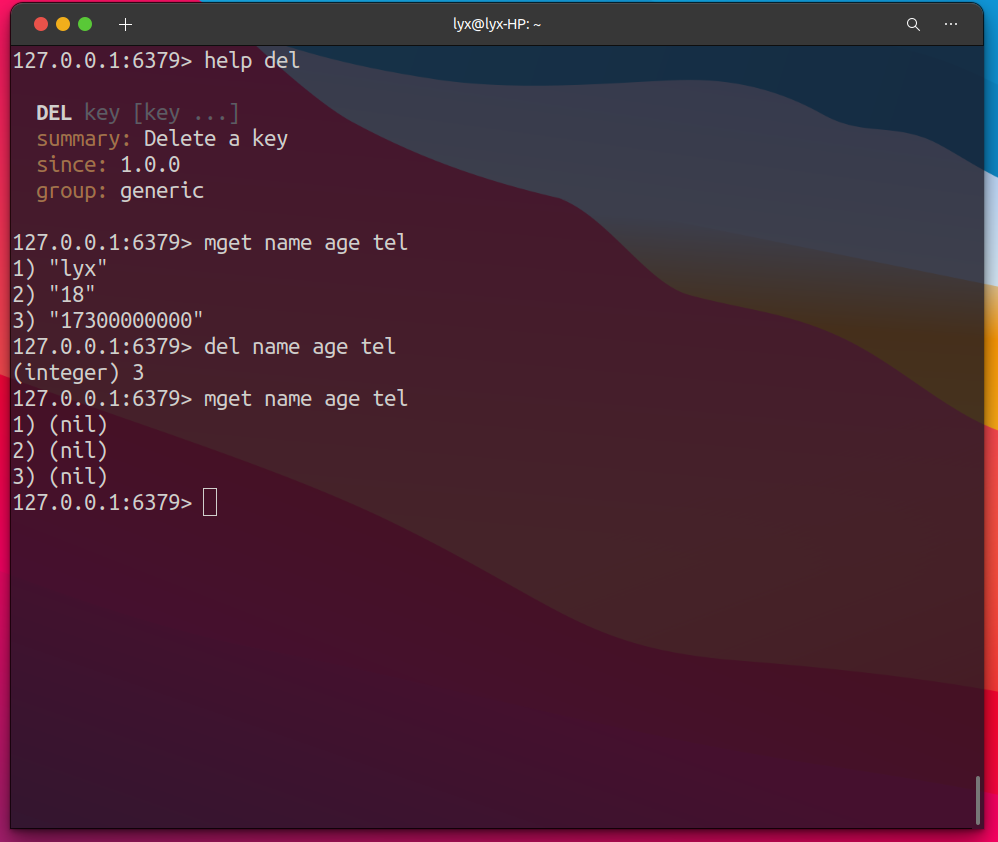 lyx@lyx-HP: ~
127.0.0.1:6379> help del
DEL key [key ...]
summary: Delete a key
since: 1.0.0
group: generic
127.0.0.1:6379> mget name age tel
1) "lyx"
2) "18"
3) "17300000000"
127.0.0.1:6379> del name age tel
(integer) 3
127.0.0.1:6379> mget name age tel
1) (nil)
2) (nil)
3) (nil)
127.0.0.1:6379>